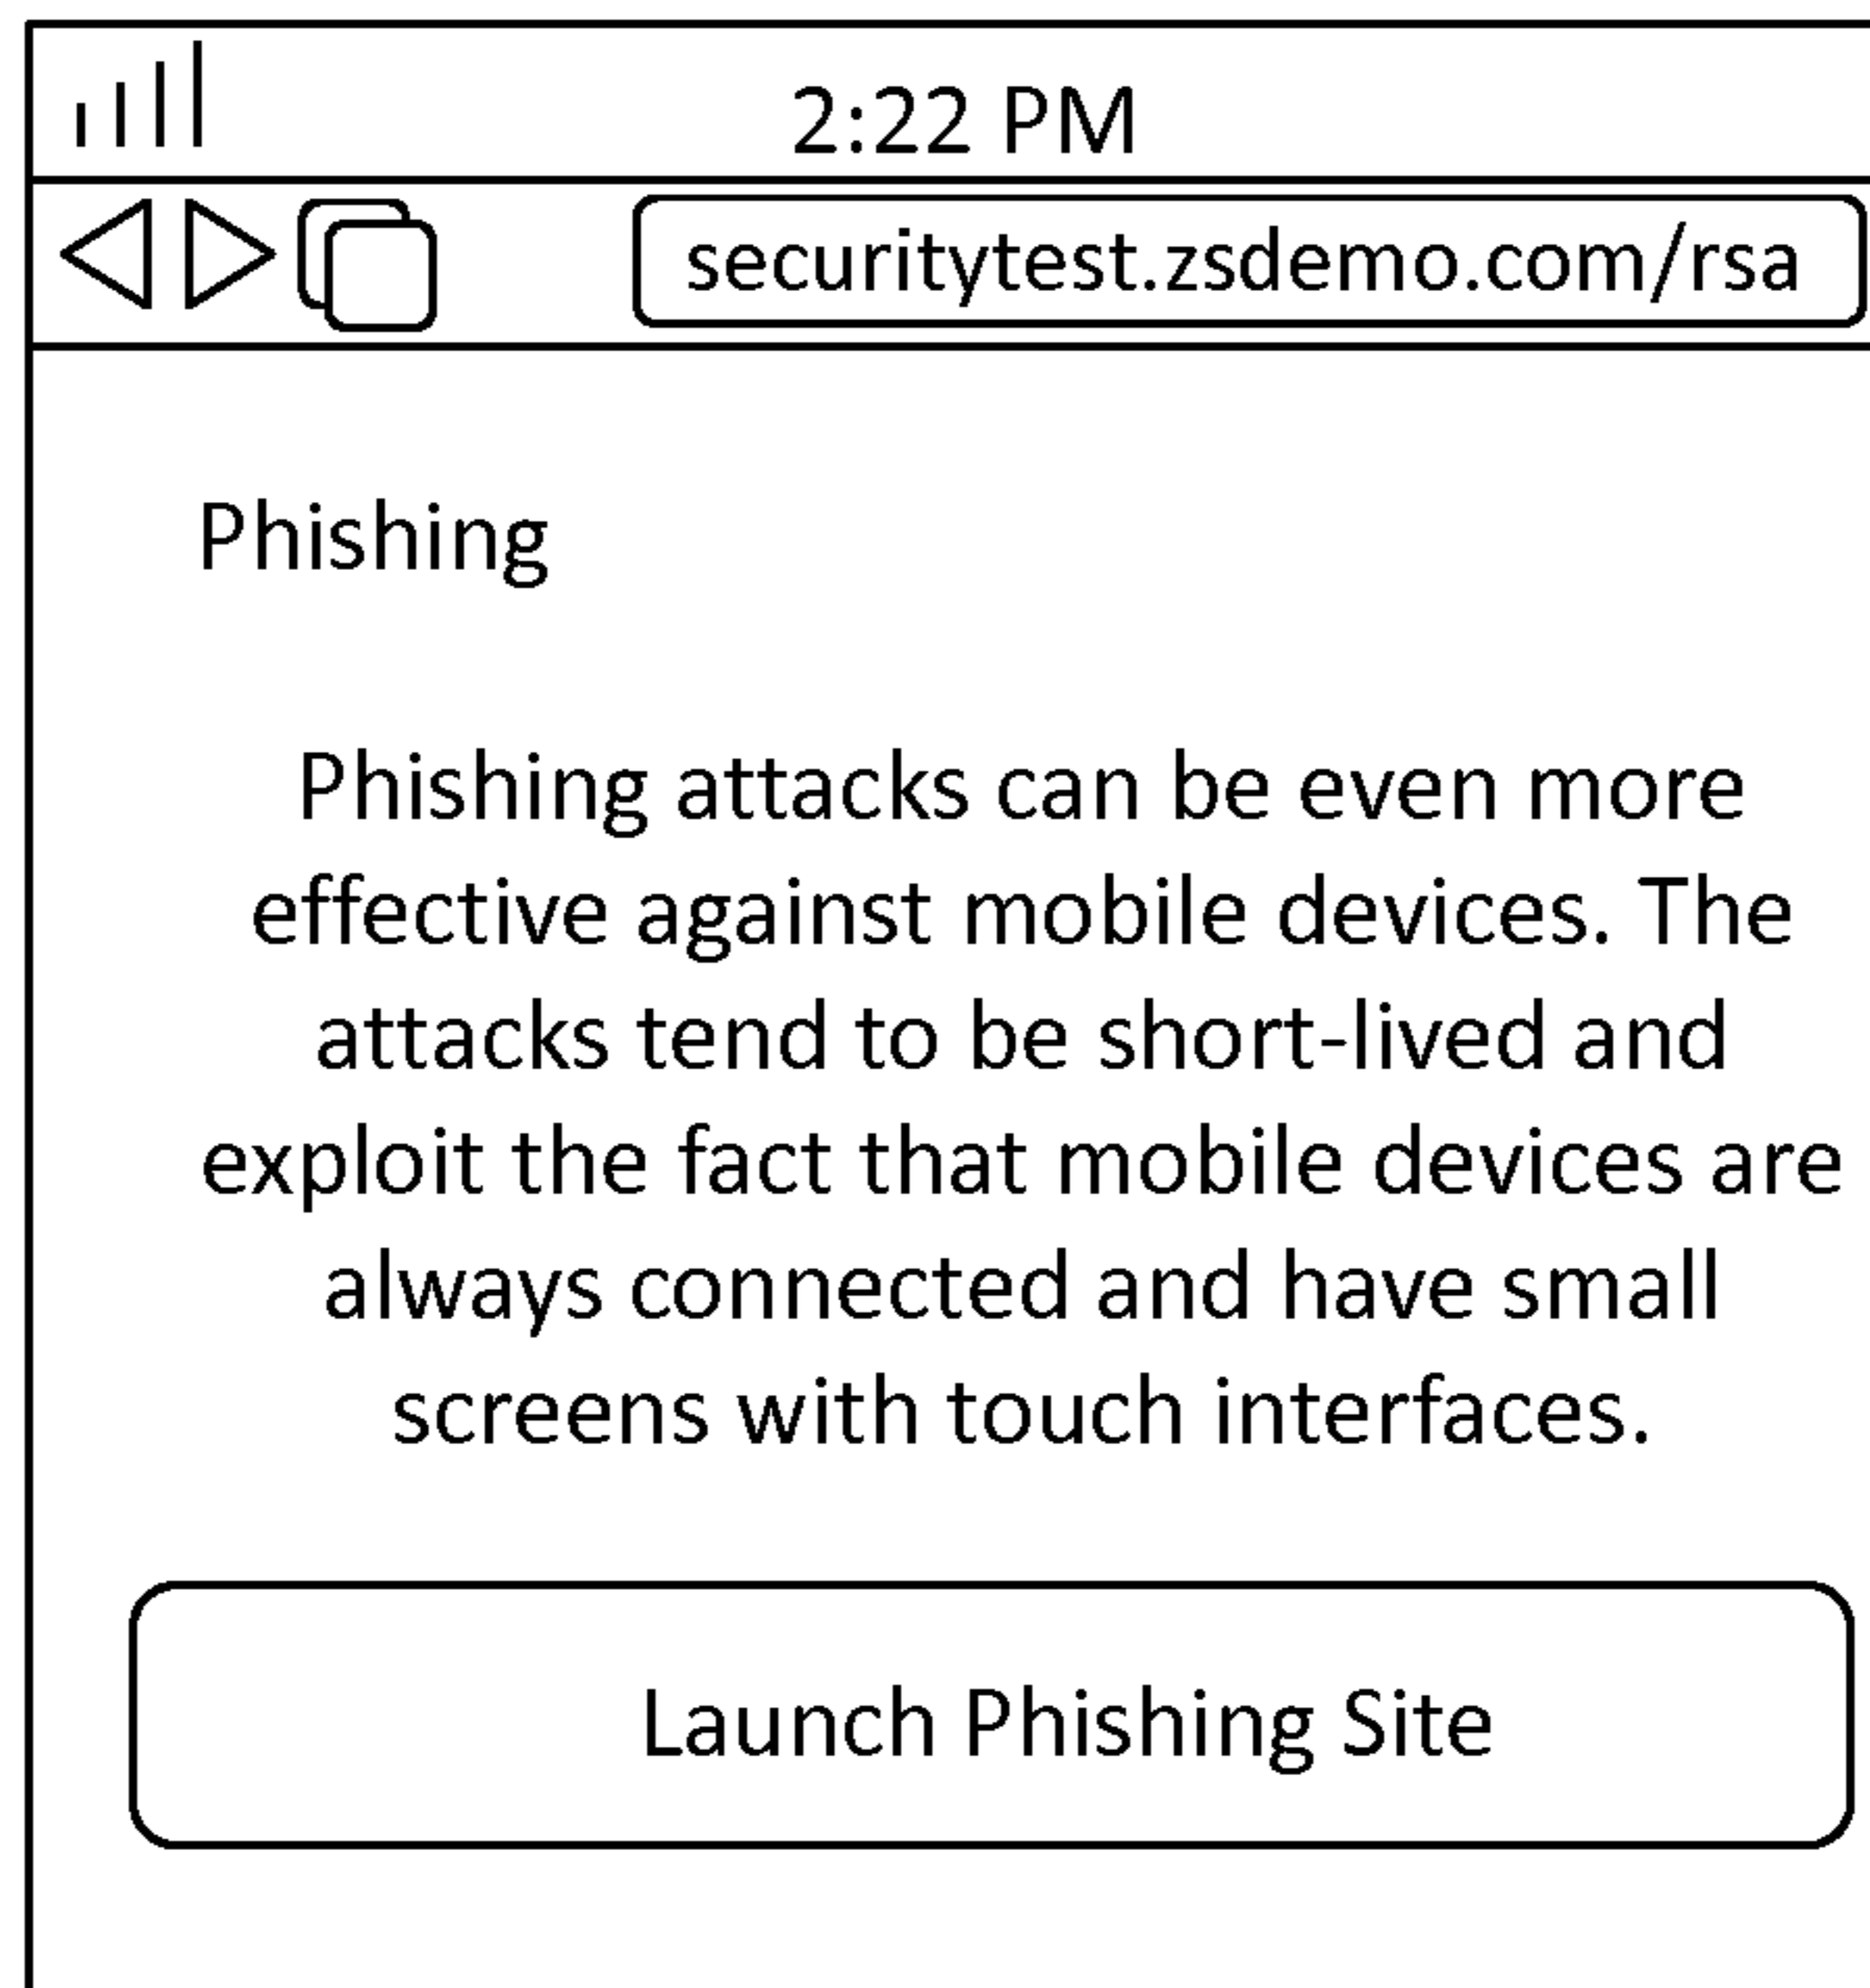 2:22 PM
securitytest.zsdemo.com/rsa
Phishing
Phishing attacks can be even more
effective against mobile devices. The
attacks tend to be short-lived and
exploit the fact that mobile devices are
always connected and have small
screens with touch interfaces.
Launch Phishing Site